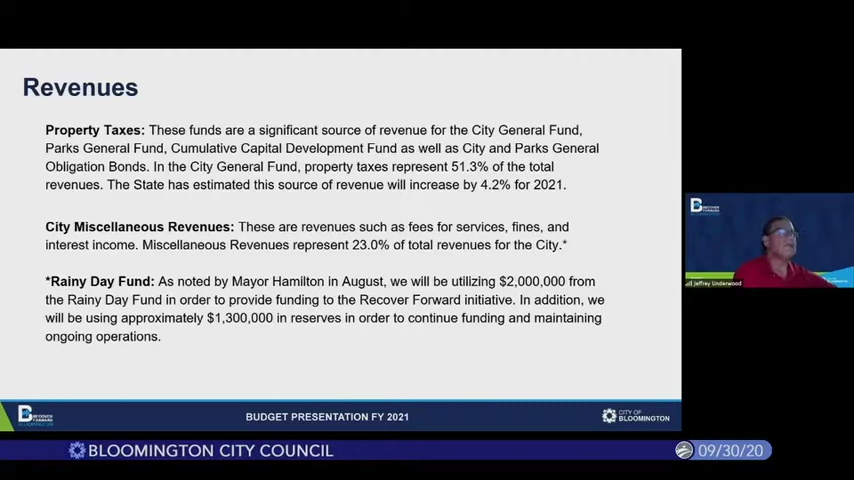 Revenues
Property Taxes: These funds are a significant source of revenue for the City General Fund,
Parks General Fund, Cumulative Capital Development Fund as well as City and Parks General
Obligation Bonds. In the City General Fund, property taxes represent 51.3% of the total
revenues. The State has estimated this source of revenue will increase by 4.2% for 2021.
City Miscellaneous Revenues: These are revenues such as fees for services, fines, and
interest income. Miscellaneous Revenues represent 23.0% of total revenues for the City.*
*Rainy Day Fund: As noted by Mayor Hamilton in August, we will be utilizing $2,000,000 from
the Rainy Day Fund in order to provide funding to the Recover Forward initiative. In addition, we
will be using approximately $1,300,000 in reserves in order to continue funding and maintaining
ongoing operations.
RECOVER
FORWARD
BLOOMINGTON
Jeffrey Underwood
RECOVER
FORWARD
BLOOMINGTON
BUDGET PRESENTATION FY 2021
CITY OF
BLOOMINGTON
BLOOMINGTON CITY COUNCIL
09/30/20